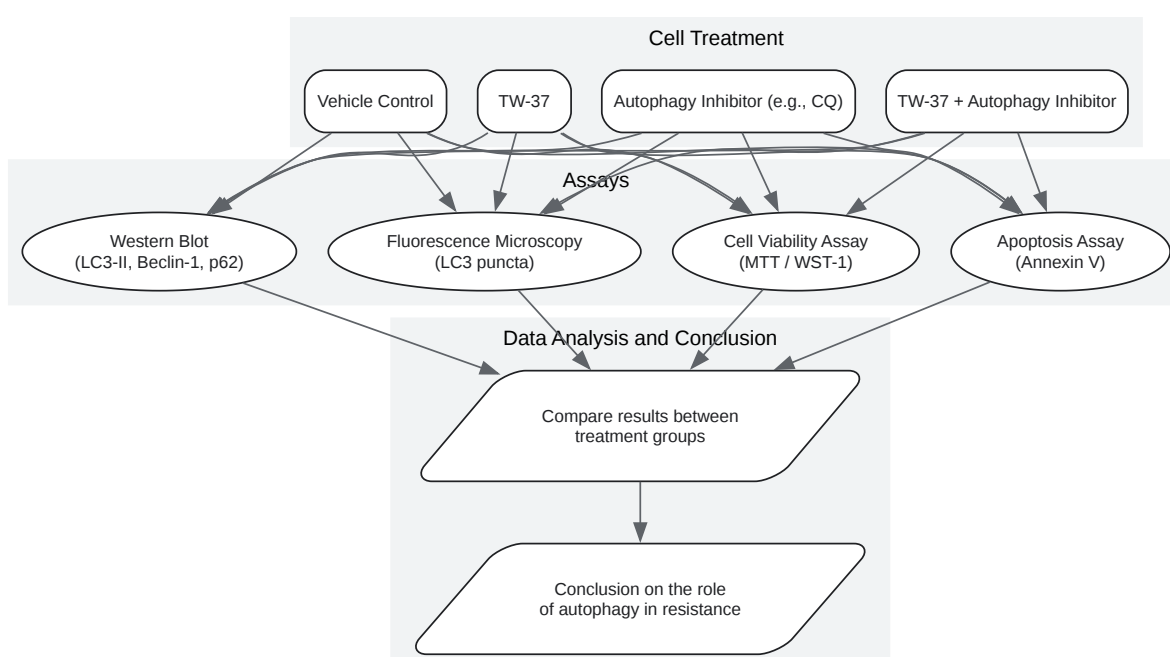 Cell Treatment
Vehicle Control
TW-37
Autophagy Inhibitor (e.g., CQ)
TW-37 + Autophagy Inhibitor
Assays
Western Blot
(LC3-II, Beclin-1, p62)
Fluorescence Microscopy
(LC3 puncta)
Cell Viability Assay
(MTT / WST-1)
Apoptosis Assay
(Annexin V)
Data Analysis and Conclusion
Compare results between
treatment groups
Conclusion on the role
of autophagy in resistance